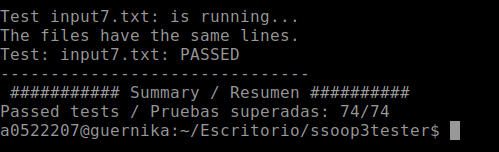 Test input7.txt: is running...
The files have the same lines.
Test: input7.txt: PASSED
-------------------------------
########### Summary / Resumen ##########
Passed tests / Pruebas superadas: 74/74
a0522207@guernika:~/Escritorio/ssoop3tester$